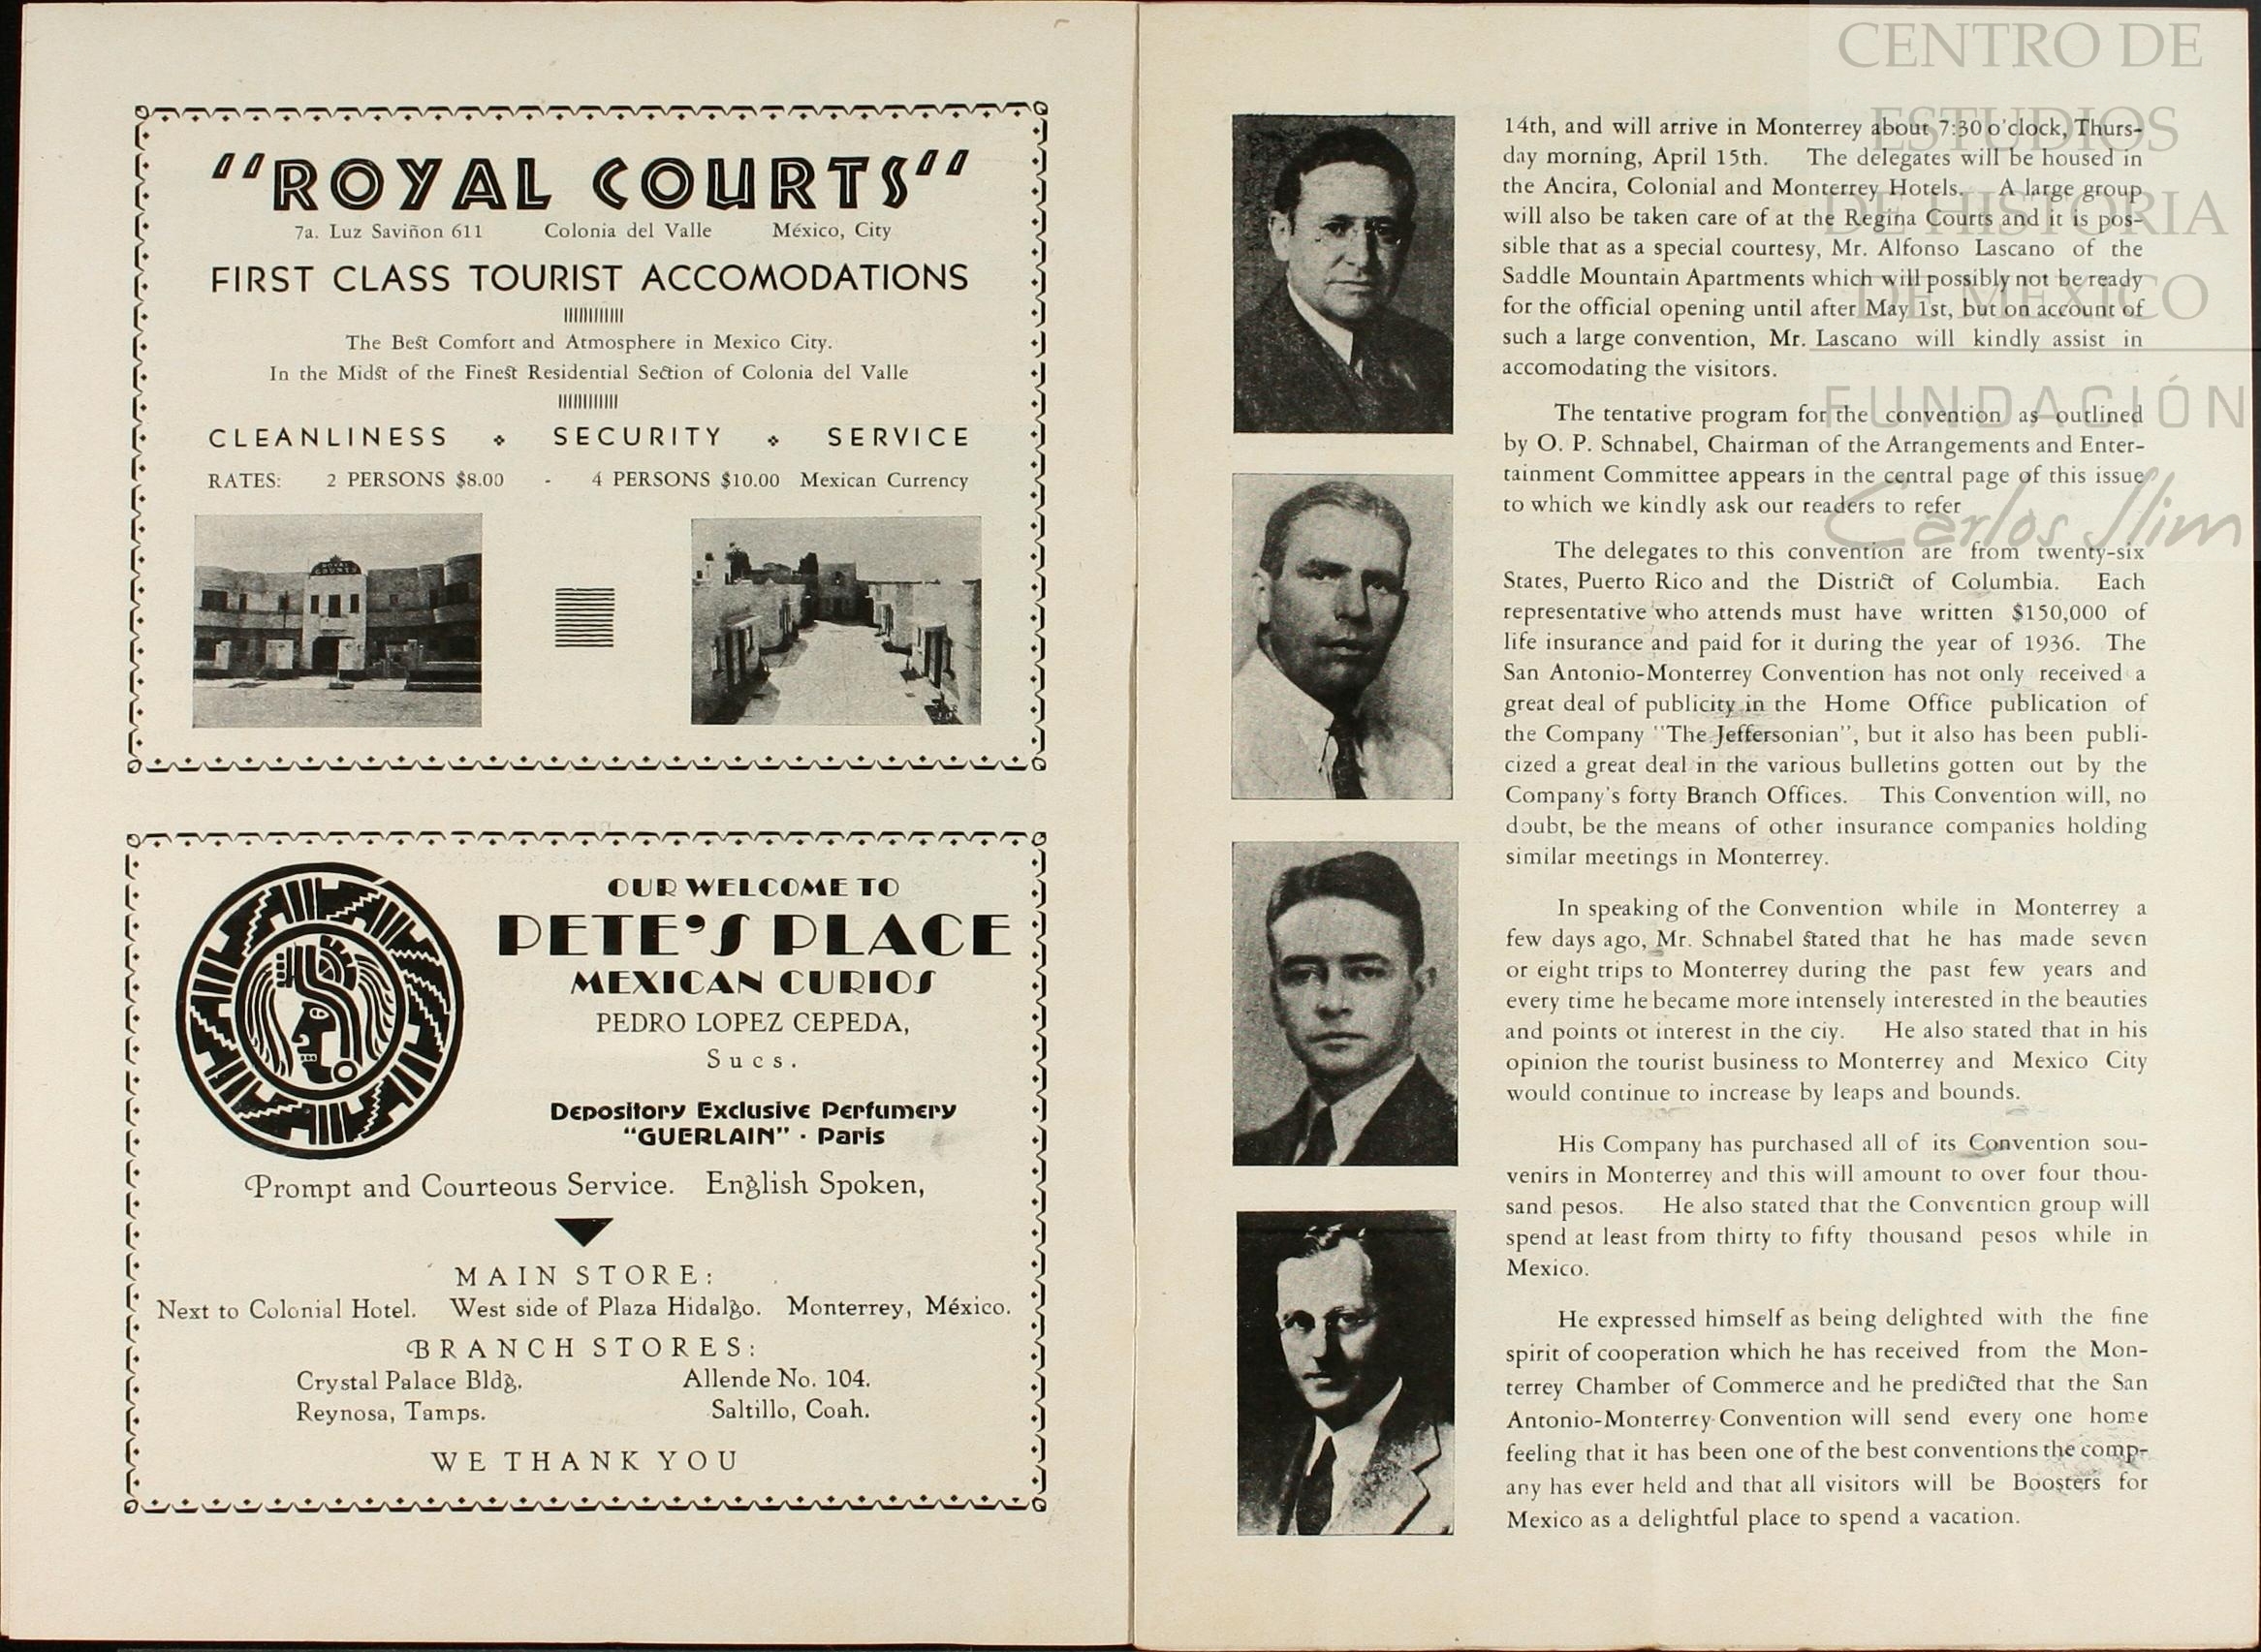 "ROYAL COURTS"
7a. Luz Saviñon 611 Colonia del Valle México, City
FIRST CLASS TOURIST ACCOMODATIONS
The Best Comfort and Atmosphere in Mexico City.
In the Midst of the Finest Residential Section of Colonia del Valle
CLEANLINESS SECURITY SERVICE
RATES: 2 PERSONS $8.00 - 4 PERSONS $10.00 Mexican Currency
ROYAL
COURTS
OUR WELCOME TO
PETE'S PLACE
MEXICAN CURIOS
PEDRO LOPEZ CEPEDA,
Sucs.
Depository Exclusive Perfumery
"GUERLAIN" · Paris
Prompt and Courteous Service. English Spoken,
MAIN STORE:
Next to Colonial Hotel. West side of Plaza Hidalgo. Monterrey, México.
BRANCH STORES:
Crystal Palace Bldg. Allende No. 104.
Reynosa, Tamps. Saltillo, Coah.
WE THANK YOU
14th, and will arrive in Monterrey about 7:30 o'clock, Thurs-
day morning, April 15th. The delegates will be housed in
the Ancira, Colonial and Monterrey Hotels. A large group
will also be taken care of at the Regina Courts and it is pos-
sible that as a special courtesy, Mr. Alfonso Lascano of the
Saddle Mountain Apartments which will possibly not be ready
for the official opening until after May 1st, but on account of
such a large convention, Mr. Lascano will kindly assist in
accomodating the visitors.
The tentative program for the convention as outlined
by O. P. Schnabel, Chairman of the Arrangements and Enter-
tainment Committee appears in the central page of this issue
to which we kindly ask our readers to refer
The delegates to this convention are from twenty-six
States, Puerto Rico and the District of Columbia. Each
representative who attends must have written $150,000 of
life insurance and paid for it during the year of 1936. The
San Antonio-Monterrey Convention has not only received a
great deal of publicity in the Home Office publication of
the Company "The Jeffersonian", but it also has been publi-
cized a great deal in the various bulletins gotten out by the
Company's forty Branch Offices. This Convention will, no
doubt, be the means of other insurance companies holding
similar meetings in Monterrey.
In speaking of the Convention while in Monterrey a
few days ago, Mr. Schnabel stated that he has made seven
or eight trips to Monterrey during the past few years and
every time he became more intensely interested in the beauties
and points ot interest in the ciy. He also stated that in his
opinion the tourist business to Monterrey and Mexico City
would continue to increase by leaps and bounds.
His Company has purchased all of its Convention sou-
venirs in Monterrey and this will amount to over four thou-
sand pesos. He also stated that the Convention group will
spend at least from thirty to fifty thousand pesos while in
Mexico.
He expressed himself as being delighted with the fine
spirit of cooperation which he has received from the Mon-
terrey Chamber of Commerce and he predicted that the San
Antonio-Monterrey Convention will send every one home
feeling that it has been one of the best conventions the comp-
any has ever held and that all visitors will be Boosters for
Mexico as a delightful place to spend a vacation.
CENTRO DE
ESTUDIOS
DE HISTORIA
DE MÉXICO
FUNDACIÓN
Carlos Slim